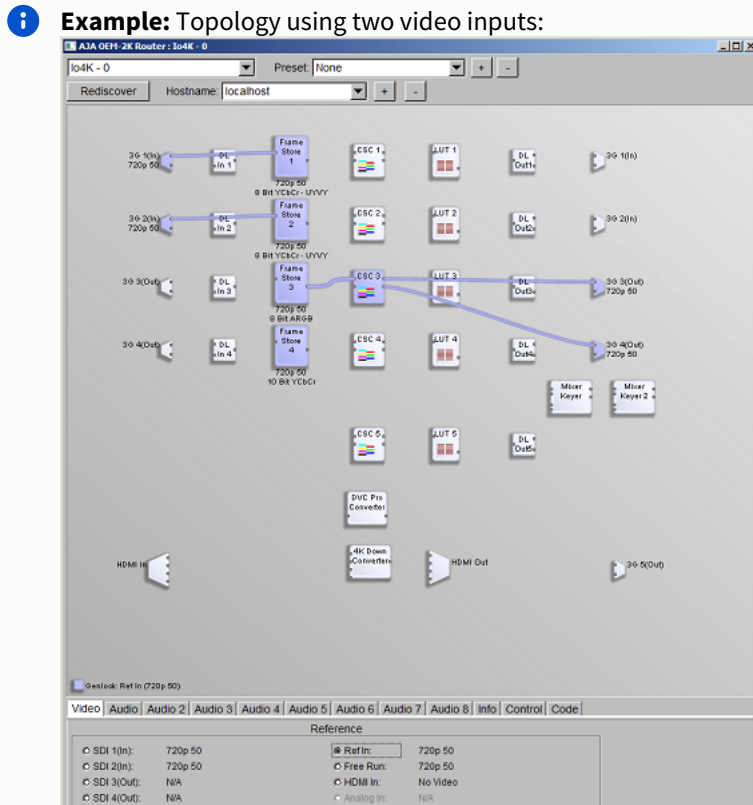 Example: Topology using two video inputs:
AJA OEM-2K Router : Io4K - 0
Io4K - 0 Preset: None + -
Rediscover Hostname: localhost + -
3G 1(In) 720p 50 DL In 1 Frame Store 1 720p 50 8 Bit YCbCr - UYVY CSC 1 LUT 1 DL Out1 3G 1(In)
3G 2(In) 720p 50 DL In 2 Frame Store 2 720p 50 8 Bit YCbCr - UYVY CSC 2 LUT 2 DL Out2 3G 2(In)
3G 3(Out) DL In 3 Frame Store 3 720p 50 8 Bit ARGB CSC 3 LUT 3 DL Out3 3G 3(Out) 720p 50
3G 4(Out) DL In 4 Frame Store 4 720p 50 10 Bit YCbCr CSC 4 LUT 4 DL Out4 3G 4(Out) 720p 50
Mixer Keyer Mixer Keyer 2
CSC 5 LUT 5 DL Out5
DVC Pro Converter
HDMI In 4K Down Converter HDMI Out 3G 5(Out)
Genlock: Ref In (720p 50)
Video Audio Audio 2 Audio 3 Audio 4 Audio 5 Audio 6 Audio 7 Audio 8 Info Control Code
Reference
SDI 1(In): 720p 50 Ref In: 720p 50
SDI 2(In): 720p 50 Free Run: 720p 50
SDI 3(Out): N/A HDMI In: No Video
SDI 4(Out): N/A Analog In: N/A